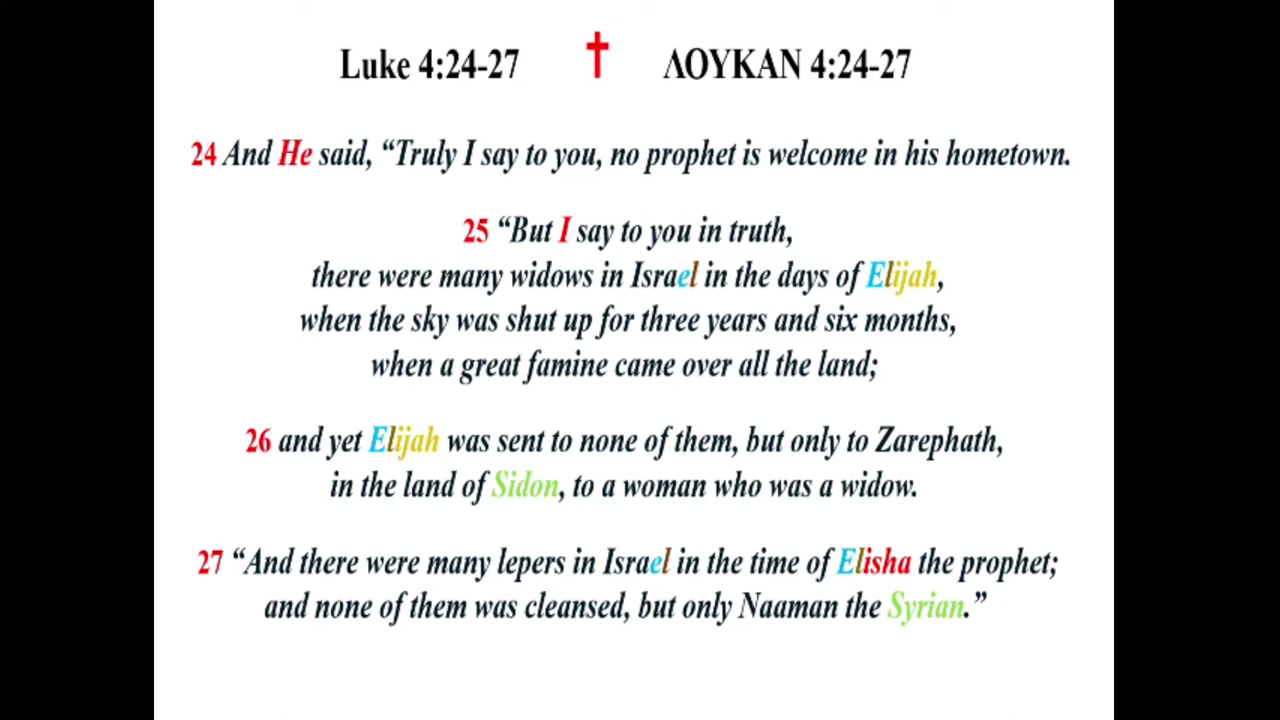 Luke 4:24-27 ✝ ΛΟΥΚΑΝ 4:24-27
24 And He said, “Truly I say to you, no prophet is welcome in his hometown.
25 “But I say to you in truth,
there were many widows in Israel in the days of Elijah,
when the sky was shut up for three years and six months,
when a great famine came over all the land;
26 and yet Elijah was sent to none of them, but only to Zarephath,
in the land of Sidon, to a woman who was a widow.
27 “And there were many lepers in Israel in the time of Elisha the prophet;
and none of them was cleansed, but only Naaman the Syrian.”